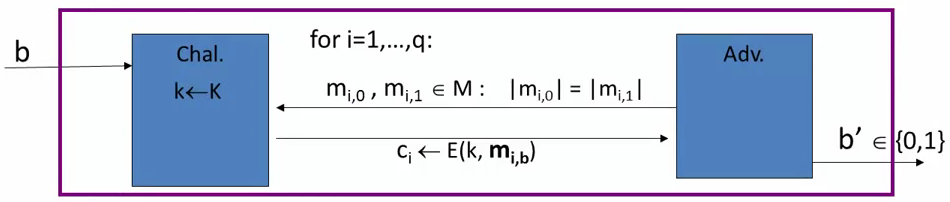 b
Chal.
k←K
for i=1,…,q:
m_{i,0} , m_{i,1} ∈ M : |m_{i,0}| = |m_{i,1}|
c_i ← E(k, m_{i,b})
Adv.
b’ ∈ {0,1}